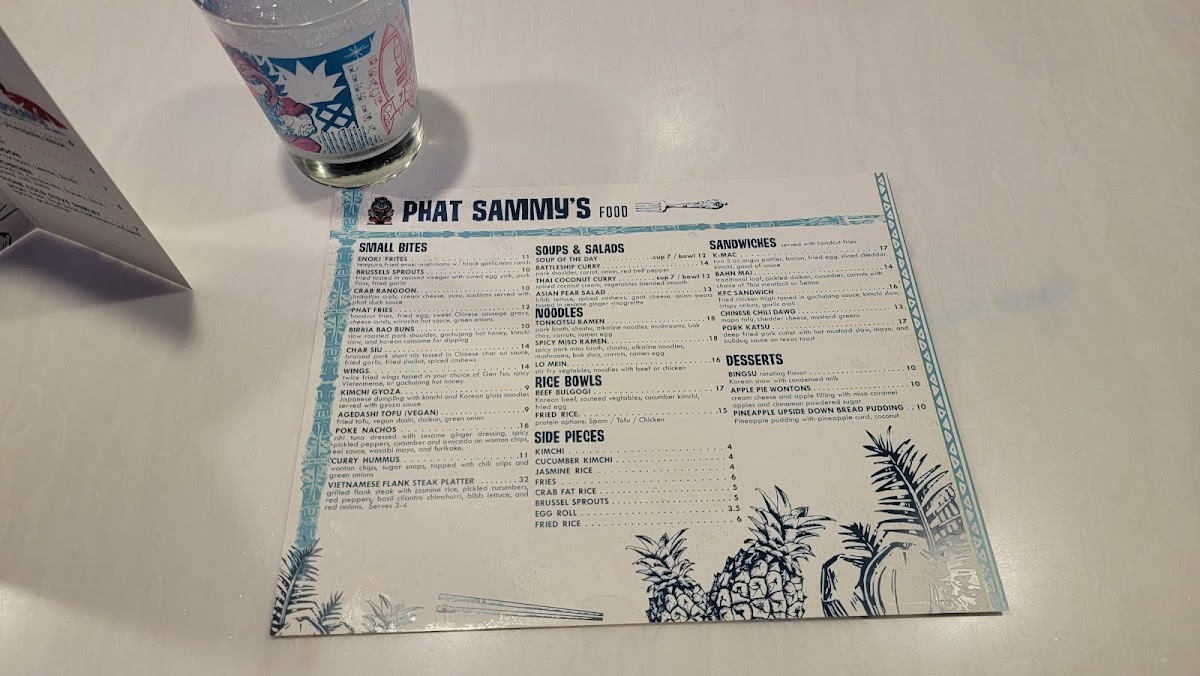 PHAT SAMMY'S FOOD
SMALL BITES
ENOKI FRITES 11
tempura fried enoki mushrooms w/ black garlic miso ranch
BRUSSELS SPROUTS 10
fried tossed in coconut vinegar with cured egg yolk, pork
floss, fried garlic
CRAB RANGOON 10
imitation crab, cream cheese, yuzu, scallions served with
phat duck sauce
PHAT FRIES 12
handcut fries, fried egg, sweet Chinese sausage gravy,
cheese curds, sriracha hot sauce, green onions
BIRRIA BAO BUNS 10
slow roasted pork shoulder, gochujang hot honey, kimchi
slaw, and korean consome for dipping
CHAR SIU 14
braised pork short rib tossed in Chinese char sui sauce,
fried garlic, fried shallot, spiced cashews
WINGS 14
twice fried wings tossed in your choice of Gen Tso, spicy
Vietenmese, or gochujang hot honey.
KIMCHI GYOZA 9
Japanese dumpling with kimchi and Korean glass noodles
served with gyoza sauce
AGEDASHI TOFU (VEGAN) 9
fried tofu, vegan dashi, daikon, green onion
POKE NACHOS 16
ahi tuna dressed with sesame ginger dressing, spicy
pickled peppers, cucumber and avocado on wonton chips,
eel sauce, wasabi mayo, and furikake.
CURRY HUMMUS 11
wonton chips, sugar snaps, topped with chili crips and
green onions
VIETNAMESE FLANK STEAK PLATTER 32
grilled flank steak with jasmine rice, pickled cucumbers,
red peppers, basil cilantro chimchurri, bibb lettuce, and
red onions. Serves 3-4
SOUPS & SALADS
SOUP OF THE DAY cup 7 / bowl 12
BATTLESHIP CURRY 14
pork shoulder, carrot, onion, red bell pepper
THAI COCONUT CURRY cup 7 / bowl 12
spiced coconut cream, vegetables blended smooth
ASIAN PEAR SALAD 13
bibb lettuce, spiced cashews, goat cheese, asian pears
tossed in sesame ginger vinaigrette
NOODLES
TONKOTSU RAMEN 18
pork broth, chashu, alkaline noodles, mushrooms, bok
choy, carrots, ramen egg
SPICY MISO RAMEN 18
spicy pork miso broth, chashu, alkaline noodles,
mushrooms, bok shoy, carrots, ramen egg
LO MEIN 16
stir fry vegtables, noodles with beef or chicken
RICE BOWLS
BEEF BULGOGI 17
Korean beef, sauteed vegtables, cucumber kimchi,
fried egg
FRIED RICE 15
protein options: Spam / Tofu / Chicken
SIDE PIECES
KIMCHI 4
CUCUMBER KIMCHI 4
JASMINE RICE 4
FRIES 6
CRAB FAT RICE 5
BRUSSEL SPROUTS 5
EGG ROLL 3.5
FRIED RICE 6
SANDWICHES served with handcut fries
K-MAC 17
two 5 oz angus patties, bacon, fried egg, sliced cheddar,
kimchi, good ol sauce
BAHN MAI 14
traditional loaf, pickled daikon, cucumber, carrots with
choice of Thai meatball or Seitan
KFC SANDWICH 16
fried chicken thigh tossed in gochujang sauce, kimchi slaw,
crispy onions, garlic aioli
CHINESE CHILI DAWG 13
mapo tofu, shedder cheese, mustard greens
PORK KATSU 17
deep fried pork cutlet with hot mustard slaw, mayo, and
bulldog sauce on texas toast
DESSERTS
BINGSU rotating flavor 10
Korean snow with condensed milk
APPLE PIE WONTONS 10
cream cheese and apple filling with miso caramel
apples and cinnamon powdered sugar
PINEAPPLE UPSIDE DOWN BREAD PUDDING 10
Pineapple pudding with pineapple curd, coconut